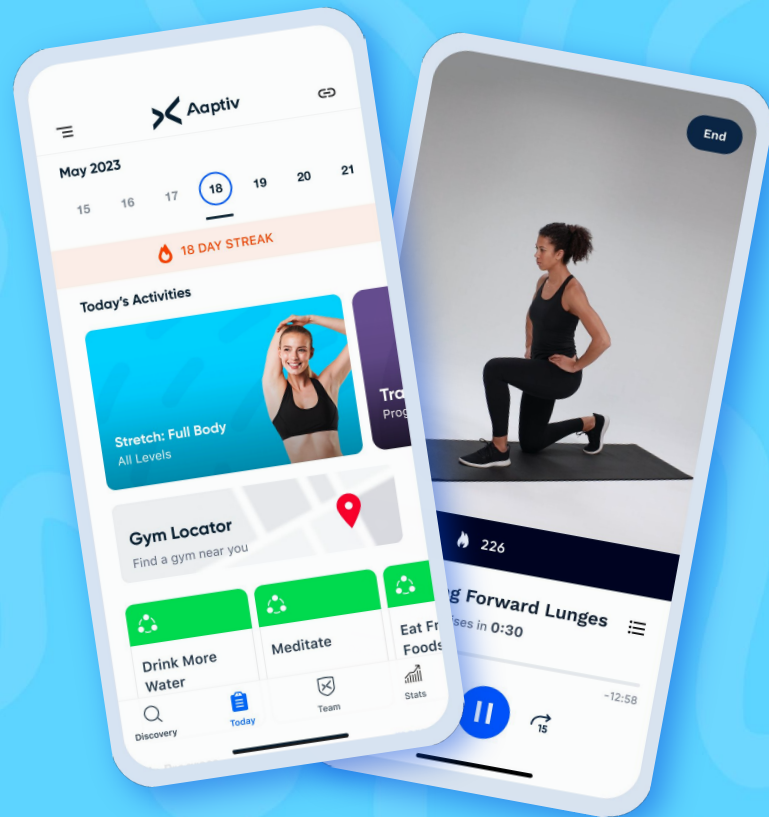 Aaptiv
May 2023
15 16 17 18 19 20 21
18 DAY STREAK
Today's Activities
Stretch: Full Body
All Levels
Gym Locator
Find a gym near you
Drink More
Water
Meditate
Eat
Foods
Discovery
Today
Team
Stats
End
226
Forward Lunges
in 0:30
-12:58
15